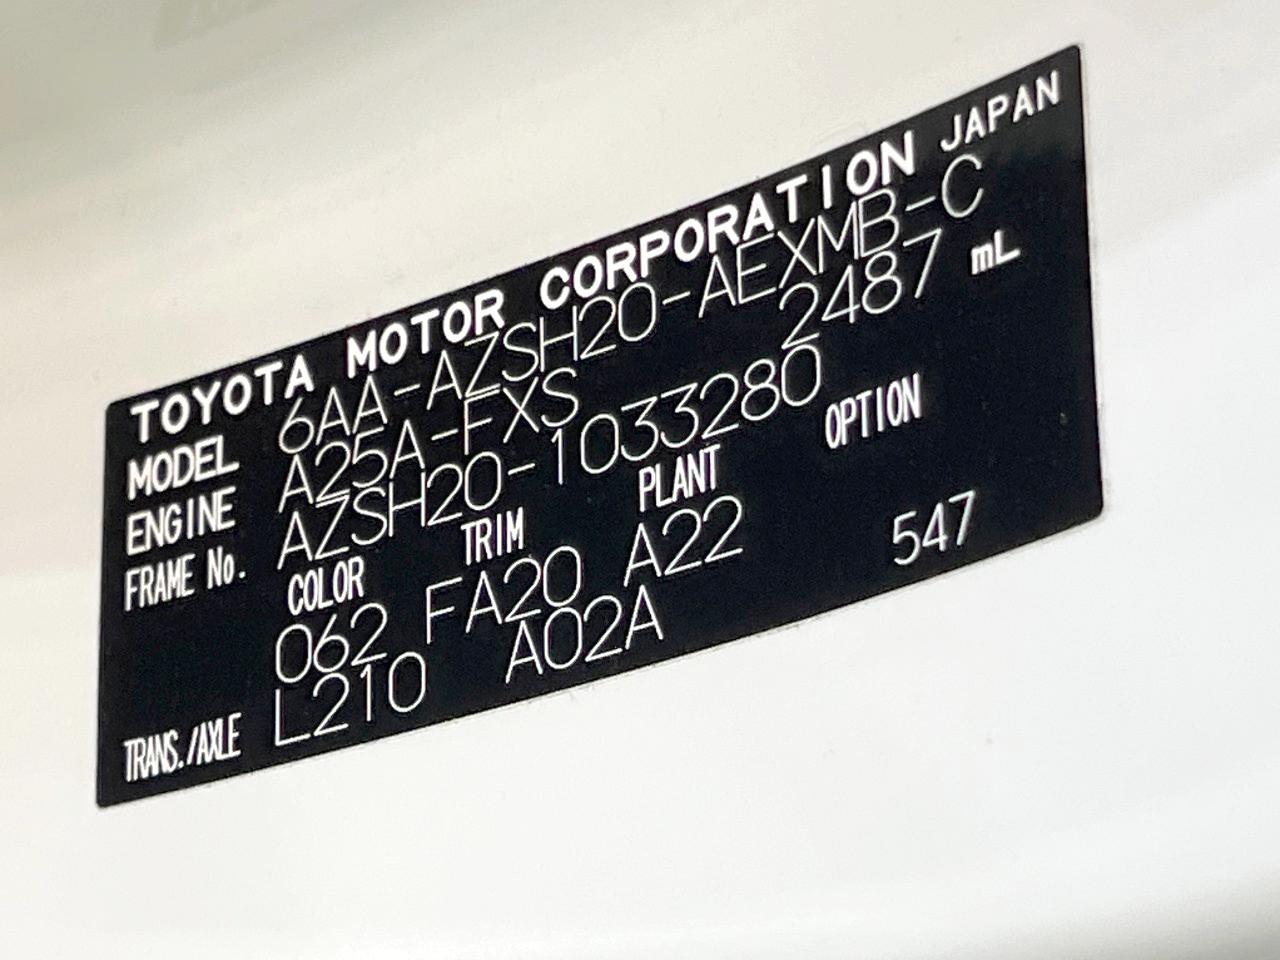 TOYOTA MOTOR CORPORATION JAPAN
MODEL 6AA-AZSH20-AEXMB-C
ENGINE A25A-FXS 2487 mL
FRAME No. AZSH20-1033280
COLOR TRIM PLANT OPTION
062 FA20 A22 547
TRANS./AXLE L210 A02A